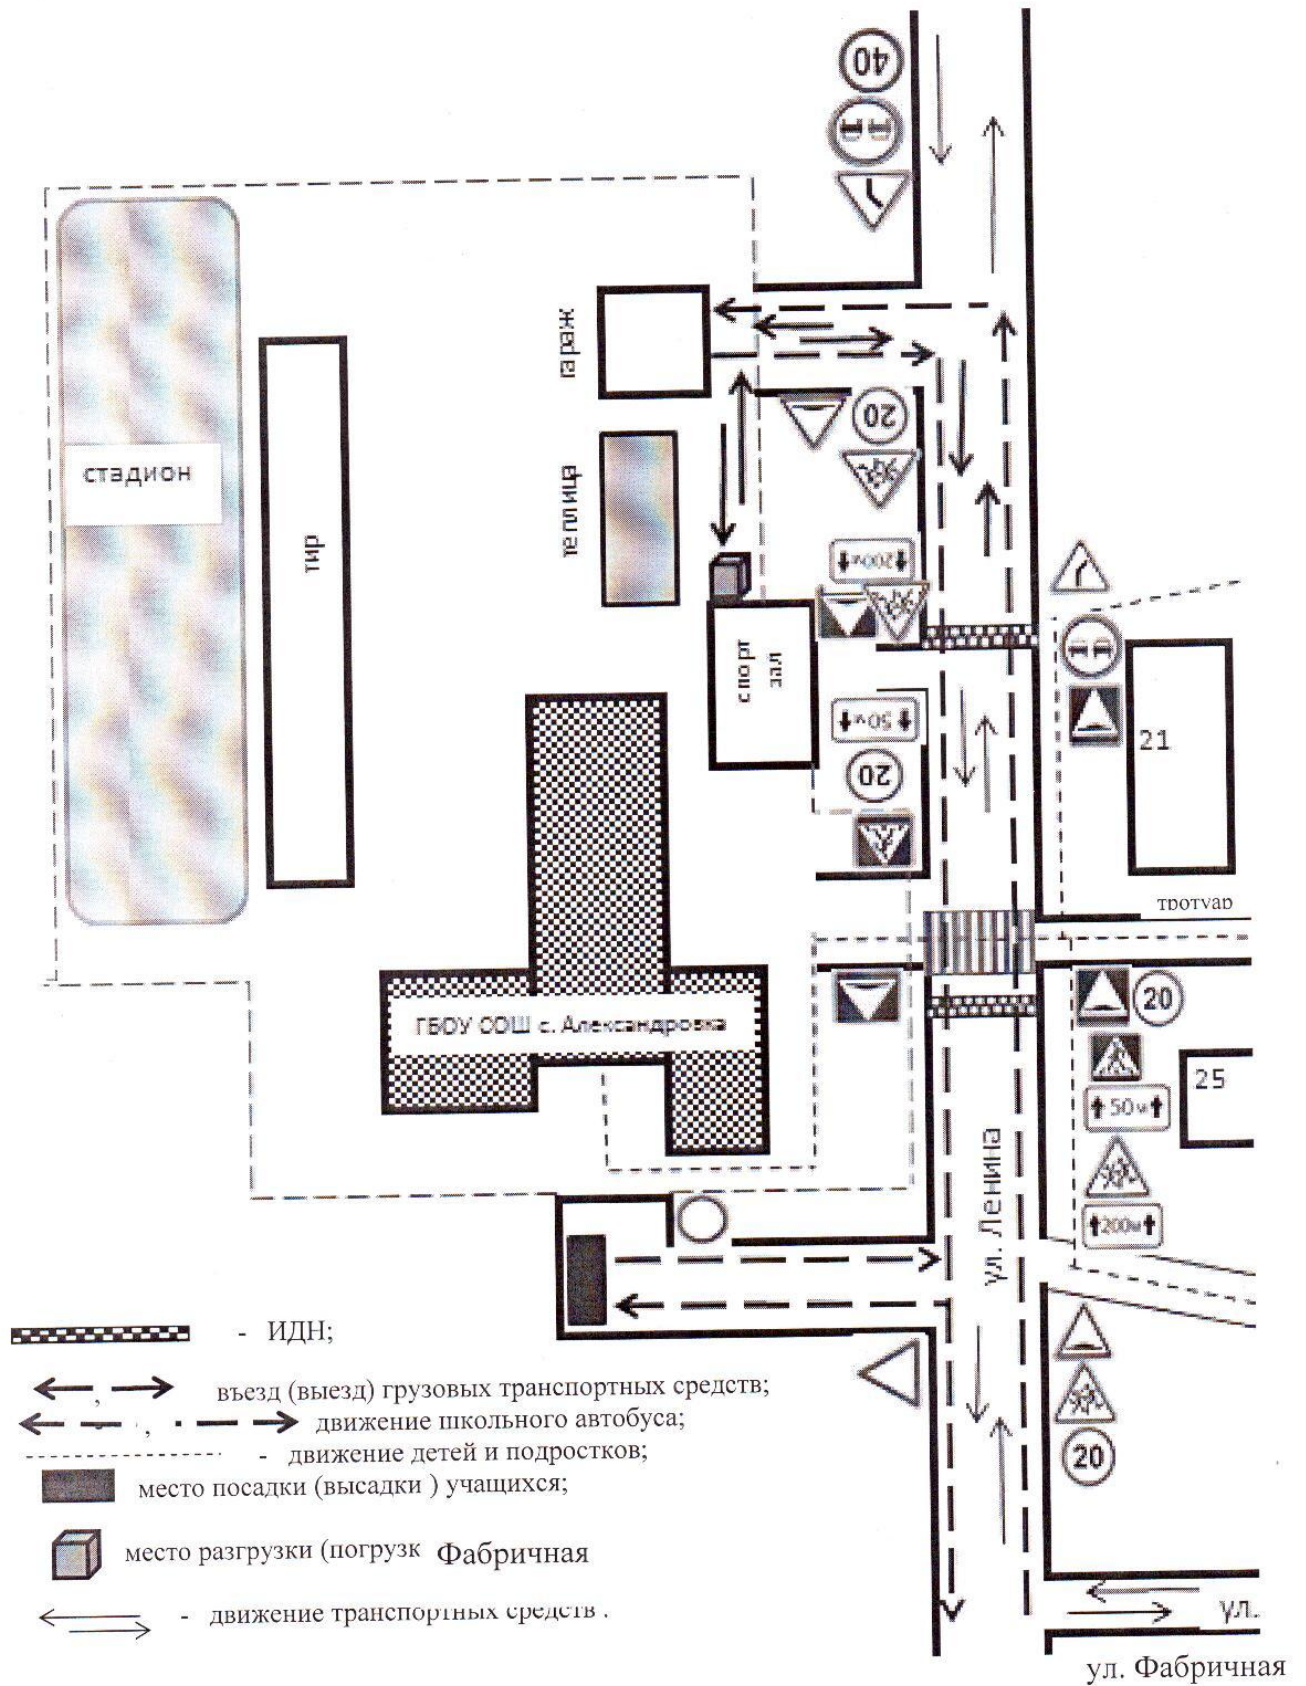 40
гараж
20
стадион
теплица
тир
200м
спорт
зал
50м
21
20
тротуар
ГБОУ СОШ с. Александровка
20
25
50м
ул. Ленина
200м
- ИДН;
, въезд (выезд) грузовых транспортных средств;
, движение школьного автобуса;
- движение детей и подростков;
20
место посадки (высадки ) учащихся;
место разгрузки (погрузк Фабричная
- движение транспортных средств .
ул.
ул. Фабричная